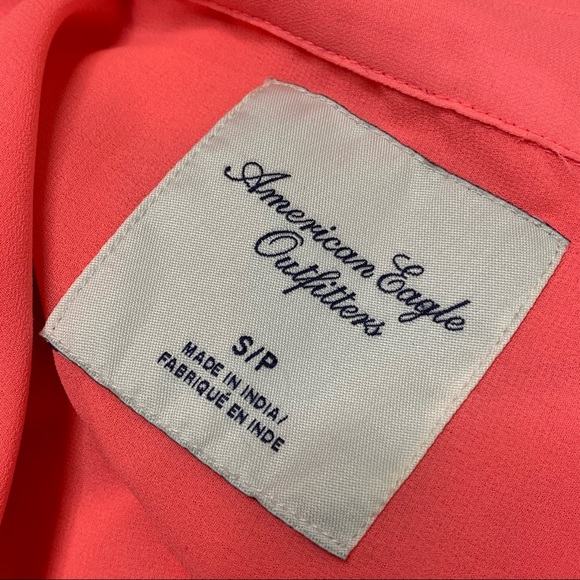 American Eagle
Outfitters
S/P
MADE IN INDIA/
FABRIQUÉ EN INDE